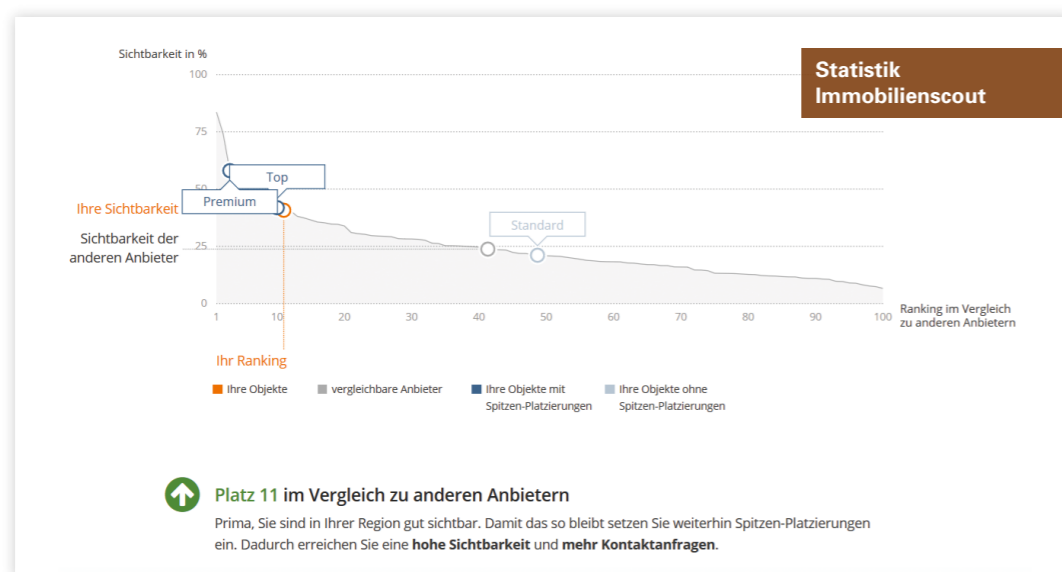 Sichtbarkeit in %
Statistik
Immobilienscout
100
75
50
25
0
Top
Premium
Standard
Ihre Sichtbarkeit
Sichtbarkeit der
anderen Anbieter
1 10 20 30 40 50 60 70 80 90 100
Ranking im Vergleich
zu anderen Anbietern
Ihr Ranking
Ihre Objekte
vergleichbare Anbieter
Ihre Objekte mit
Spitzen-Platzierungen
Ihre Objekte ohne
Spitzen-Platzierungen
Platz 11 im Vergleich zu anderen Anbietern
Prima, Sie sind in Ihrer Region gut sichtbar. Damit das so bleibt setzen Sie weiterhin Spitzen-Platzierungen
ein. Dadurch erreichen Sie eine hohe Sichtbarkeit und mehr Kontaktanfragen.